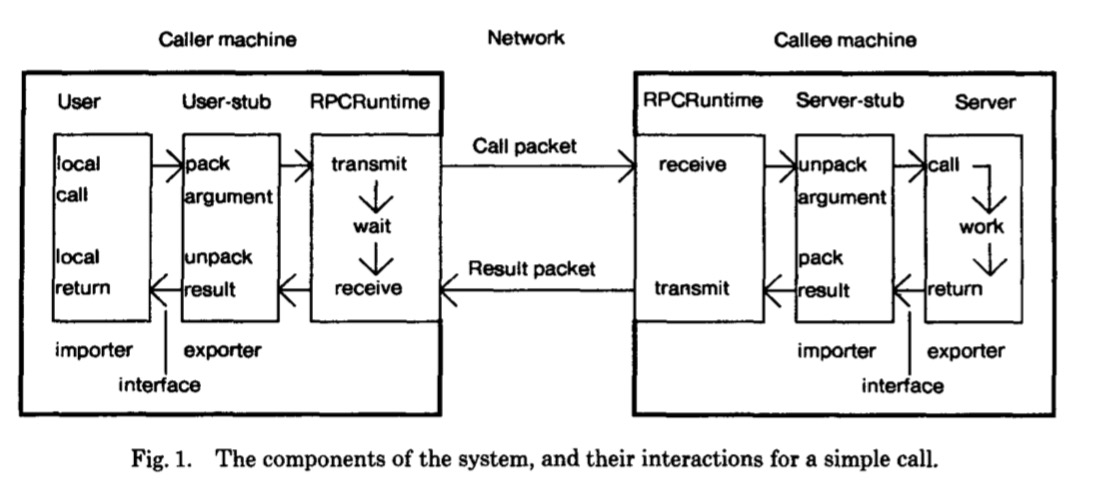 Caller machine Network Callee machine
User User-stub RPCRuntime RPCRuntime Server-stub Server
local pack transmit Call packet receive unpack call
call argument argument
wait work
local unpack pack
return result receive Result packet transmit result return
importer exporter importer exporter
interface interface
Fig. 1. The components of the system, and their interactions for a simple call.